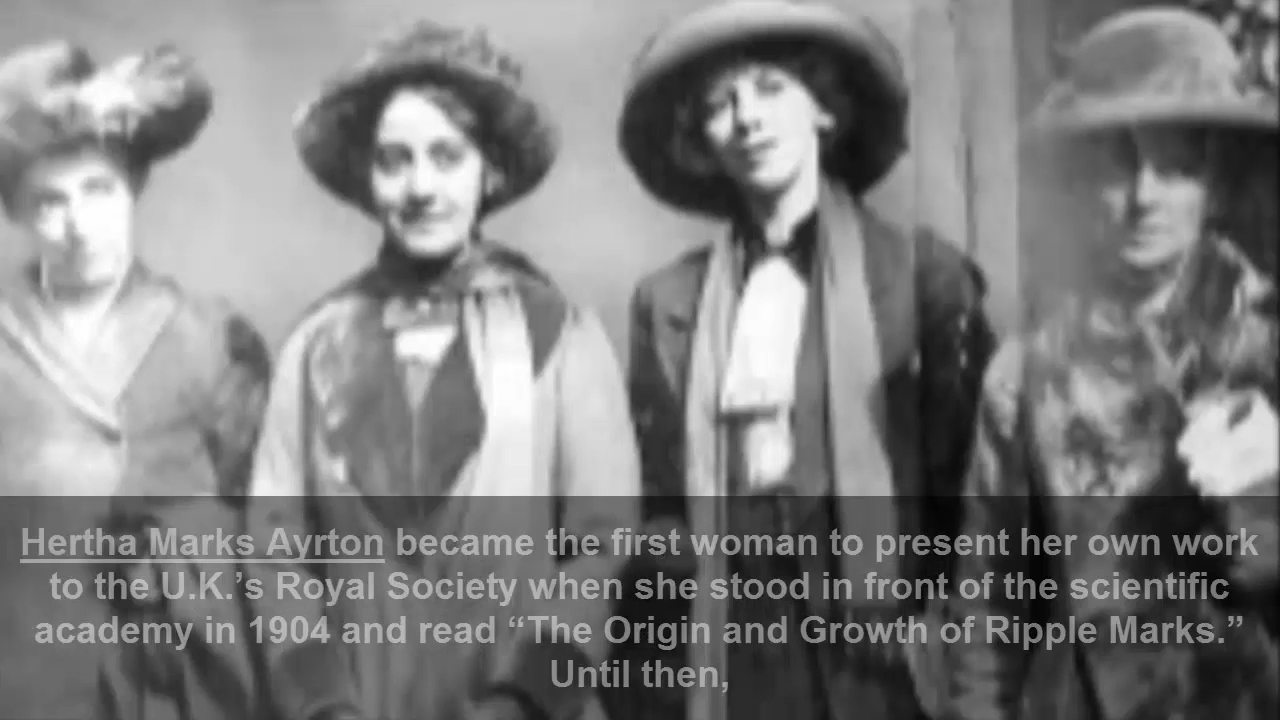 Hertha Marks Ayrton became the first woman to present her own work
to the U.K.’s Royal Society when she stood in front of the scientific
academy in 1904 and read “The Origin and Growth of Ripple Marks.”
Until then,